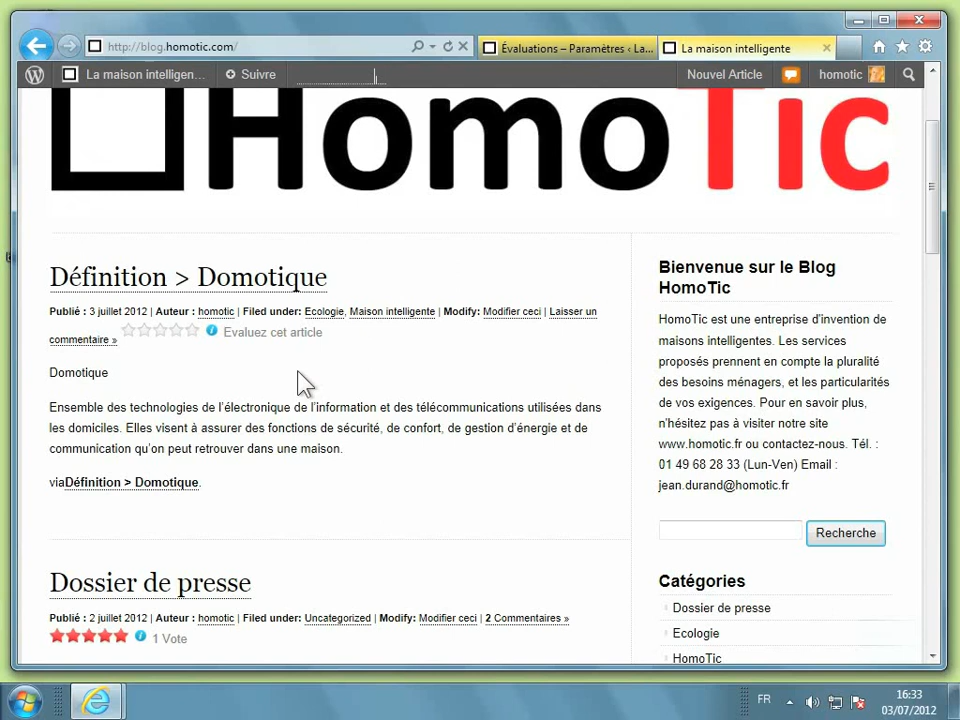 http://blog.homotic.com/
Évaluations – Paramètres ‹ La...
La maison intelligente
La maison intelligen...
Suivre
Nouvel Article
homotic
HomoTic
Définition > Domotique
Publié : 3 juillet 2012 | Auteur : homotic | Filed under: Ecologie, Maison intelligente | Modify: Modifier ceci | Laisser un
commentaire »
Evaluez cet article
Domotique
Ensemble des technologies de l'électronique de l'information et des télécommunications utilisées dans
les domiciles. Elles visent à assurer des fonctions de sécurité, de confort, de gestion d'énergie et de
communication qu'on peut retrouver dans une maison.
viaDéfinition > Domotique.
Dossier de presse
Publié : 2 juillet 2012 | Auteur : homotic | Filed under: Uncategorized | Modify: Modifier ceci | 2 Commentaires »
1 Vote
Bienvenue sur le Blog
HomoTic
HomoTic est une entreprise d'invention de
maisons intelligentes. Les services
proposés prennent en compte la pluralité
des besoins ménagers, et les particularités
de vos exigences. Pour en savoir plus,
n'hésitez pas à visiter notre site
www.homotic.fr ou contactez-nous. Tél. :
01 49 68 28 33 (Lun-Ven) Email :
jean.durand@homotic.fr
Recherche
Catégories
Dossier de presse
Ecologie
HomoTic
FR
16:33
03/07/2012